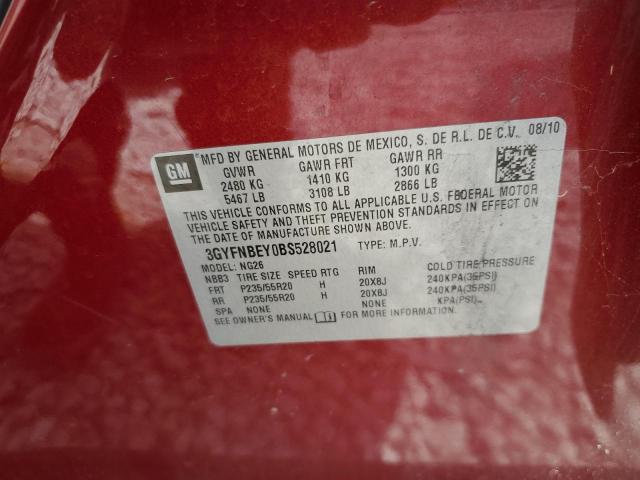 GM
MFD BY GENERAL MOTORS DE MEXICO, S. DE R.L. DE C.V. 08/10
GVWR GAWR FRT GAWR RR
2480 KG 1410 KG 1300 KG
5467 LB 3108 LB 2866 LB
THIS VEHICLE CONFORMS TO ALL APPLICABLE U.S. FEDERAL MOTOR
VEHICLE SAFETY AND THEFT PREVENTION STANDARDS IN EFFECT ON
THE DATE OF MANUFACTURE SHOWN ABOVE.
3GYFNBEY0BS528021 TYPE: M.P.V.
MODEL: NG26
NBB3 TIRE SIZE SPEED RTG RIM COLD TIRE PRESSURE
FRT P235/55R20 H 20X8J 240KPA(35PSI)
RR P235/55R20 H 20X8J 240KPA(35PSI)
SPA NONE NONE KPA(PSI)
SEE OWNER'S MANUAL FOR MORE INFORMATION.